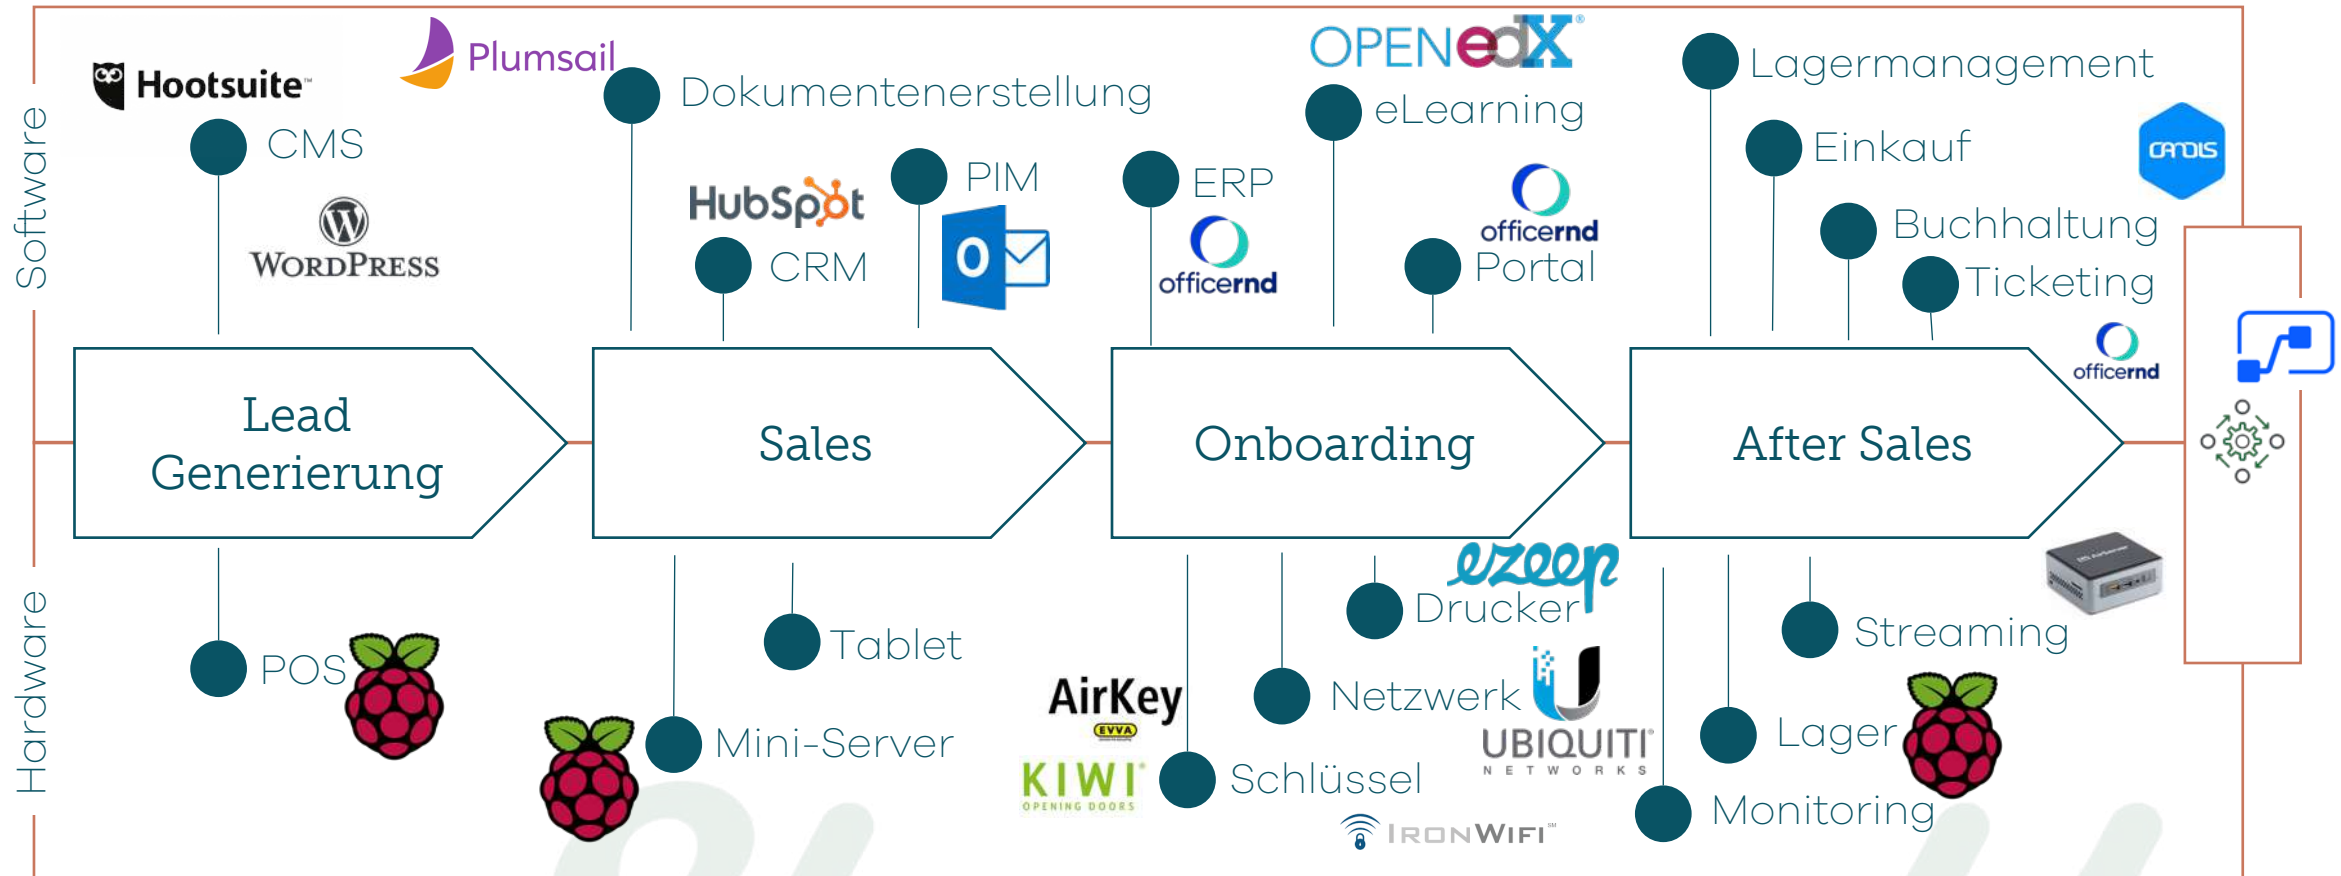 Software
Hootsuite™
CMS
WORDPRESS
Plumsail
Dokumentenerstellung
HubSpot
CRM
PIM
O
ERP
officernd
OPENedX®
eLearning
officernd
Portal
Lagermanagement
Einkauf
CANDIS
Buchhaltung
Ticketing
officernd
Lead
Generierung
Sales
Onboarding
After Sales
Hardware
POS
Tablet
Mini-Server
ezeep
Drucker
AirKey
EVVA
Netzwerk
UBIQUITI
NETWORKS
KIWI
OPENING DOORS
Schlüssel
IRONWIFI
Streaming
Lager
Monitoring